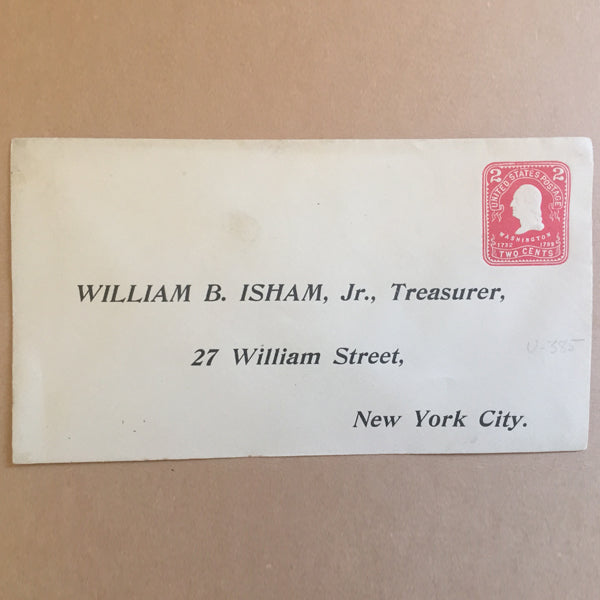 2 2
UNITED STATES POSTAGE
WASHINGTON
1732 1799
TWO CENTS
WILLIAM B. ISHAM, Jr., Treasurer,
27 William Street,
U-385
New York City.